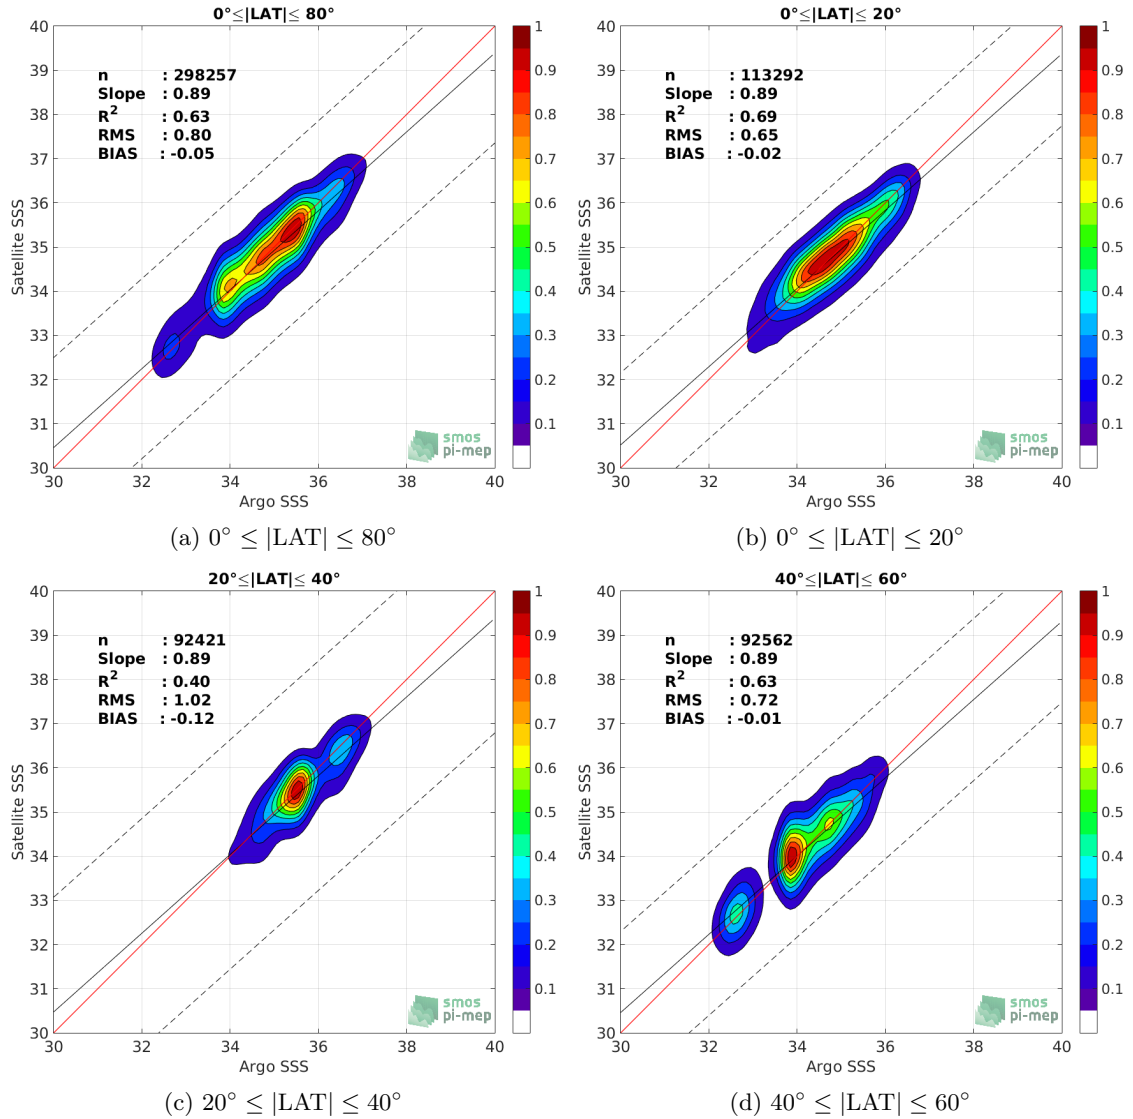 0°≤|LAT|≤ 80°
40
39
38
37
36
35
34
33
32
31
30
Satellite SSS
n : 298257
Slope : 0.89
R² : 0.63
RMS : 0.80
BIAS : -0.05
smos
pi-mep
30 32 34 36 38 40
Argo SSS
1
0.9
0.8
0.7
0.6
0.5
0.4
0.3
0.2
0.1
(a) 0° ≤ |LAT| ≤ 80°
0°≤|LAT|≤ 20°
40
39
38
37
36
35
34
33
32
31
30
Satellite SSS
n : 113292
Slope : 0.89
R² : 0.69
RMS : 0.65
BIAS : -0.02
smos
pi-mep
30 32 34 36 38 40
Argo SSS
1
0.9
0.8
0.7
0.6
0.5
0.4
0.3
0.2
0.1
(b) 0° ≤ |LAT| ≤ 20°
20°≤|LAT|≤ 40°
40
39
38
37
36
35
34
33
32
31
30
Satellite SSS
n : 92421
Slope : 0.89
R² : 0.40
RMS : 1.02
BIAS : -0.12
smos
pi-mep
30 32 34 36 38 40
Argo SSS
1
0.9
0.8
0.7
0.6
0.5
0.4
0.3
0.2
0.1
(c) 20° ≤ |LAT| ≤ 40°
40°≤|LAT|≤ 60°
40
39
38
37
36
35
34
33
32
31
30
Satellite SSS
n : 92562
Slope : 0.89
R² : 0.63
RMS : 0.72
BIAS : -0.01
smos
pi-mep
30 32 34 36 38 40
Argo SSS
1
0.9
0.8
0.7
0.6
0.5
0.4
0.3
0.2
0.1
(d) 40° ≤ |LAT| ≤ 60°